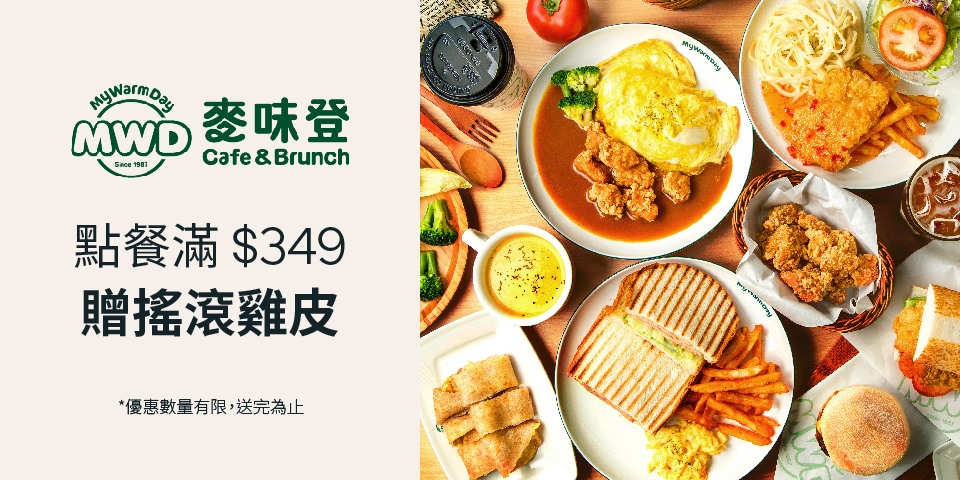 MyWarmDay
MWD
Since 1987
麥味登
Cafe & Brunch
點餐滿 $349
贈搖滾雞皮
*優惠數量有限，送完為止
MyWarmDay
MyWarmDay